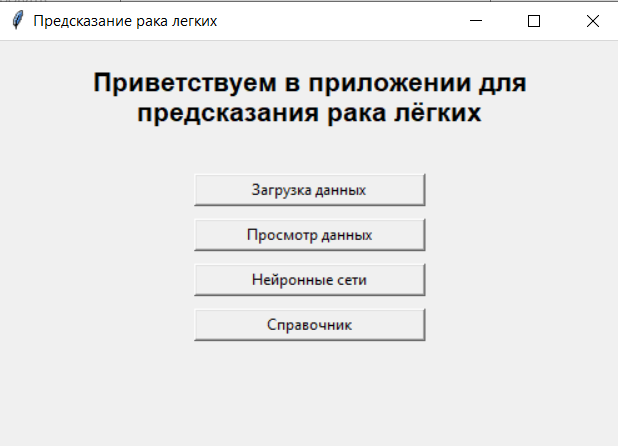 Предсказание рака легких
Приветствуем в приложении для
предсказания рака лёгких
Загрузка данных
Просмотр данных
Нейронные сети
Справочник